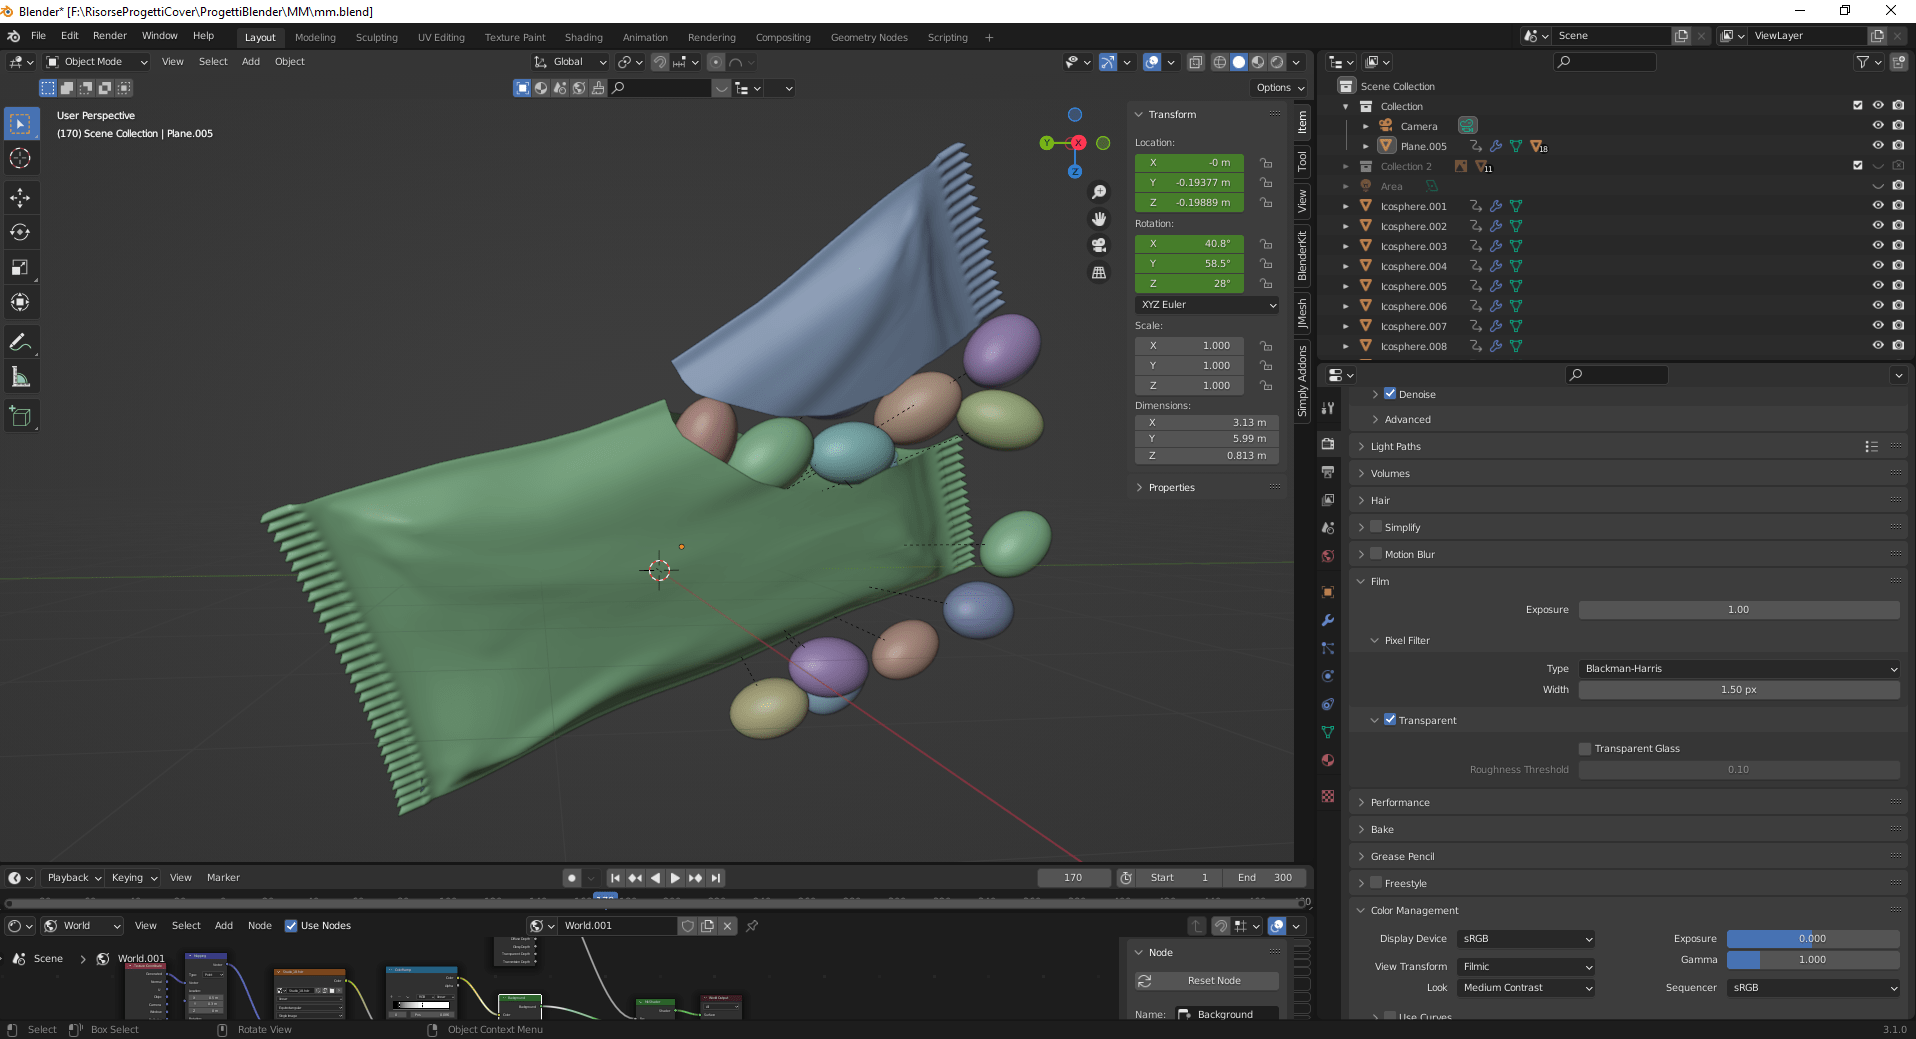 Blender* [F:\RisorseProgettiCover\ProgettiBlender\MM\mm.blend]
File Edit Render Window Help Layout Modeling Sculpting UV Editing Texture Paint Shading Animation Rendering Compositing Geometry Nodes Scripting + Scene ViewLayer
Object Mode View Select Add Object Global
Options
User Perspective
(170) Scene Collection | Plane.005
Y X Z
Transform
Location:
X -0 m
Y -0.19377 m
Z -0.19889 m
Rotation:
X 40.8°
Y 58.5°
Z 28°
XYZ Euler
Scale:
X 1.000
Y 1.000
Z 1.000
Dimensions:
X 3.13 m
Y 5.99 m
Z 0.813 m
Properties
Item
Tool
View
BlenderKit
JMesh
Simply Addons
Scene Collection
Collection
Camera
Plane.005 18
Collection 2 11
Area
Icosphere.001
Icosphere.002
Icosphere.003
Icosphere.004
Icosphere.005
Icosphere.006
Icosphere.007
Icosphere.008
Denoise
Advanced
Light Paths
Volumes
Hair
Simplify
Motion Blur
Film
Exposure 1.00
Pixel Filter
Type Blackman-Harris
Width 1.50 px
Transparent
Transparent Glass
Roughness Threshold 0.10
Performance
Bake
Grease Pencil
Freestyle
Color Management
Display Device sRGB Exposure 0.000
View Transform Filmic Gamma 1.000
Look Medium Contrast Sequencer sRGB
Use Curves
Playback Keying View Marker 170 Start 1 End 300
World View Select Add Node Use Nodes World.001
Scene > World.001
Node
Reset Node
Name: Background
Select Box Select Rotate View Object Context Menu 3.1.0